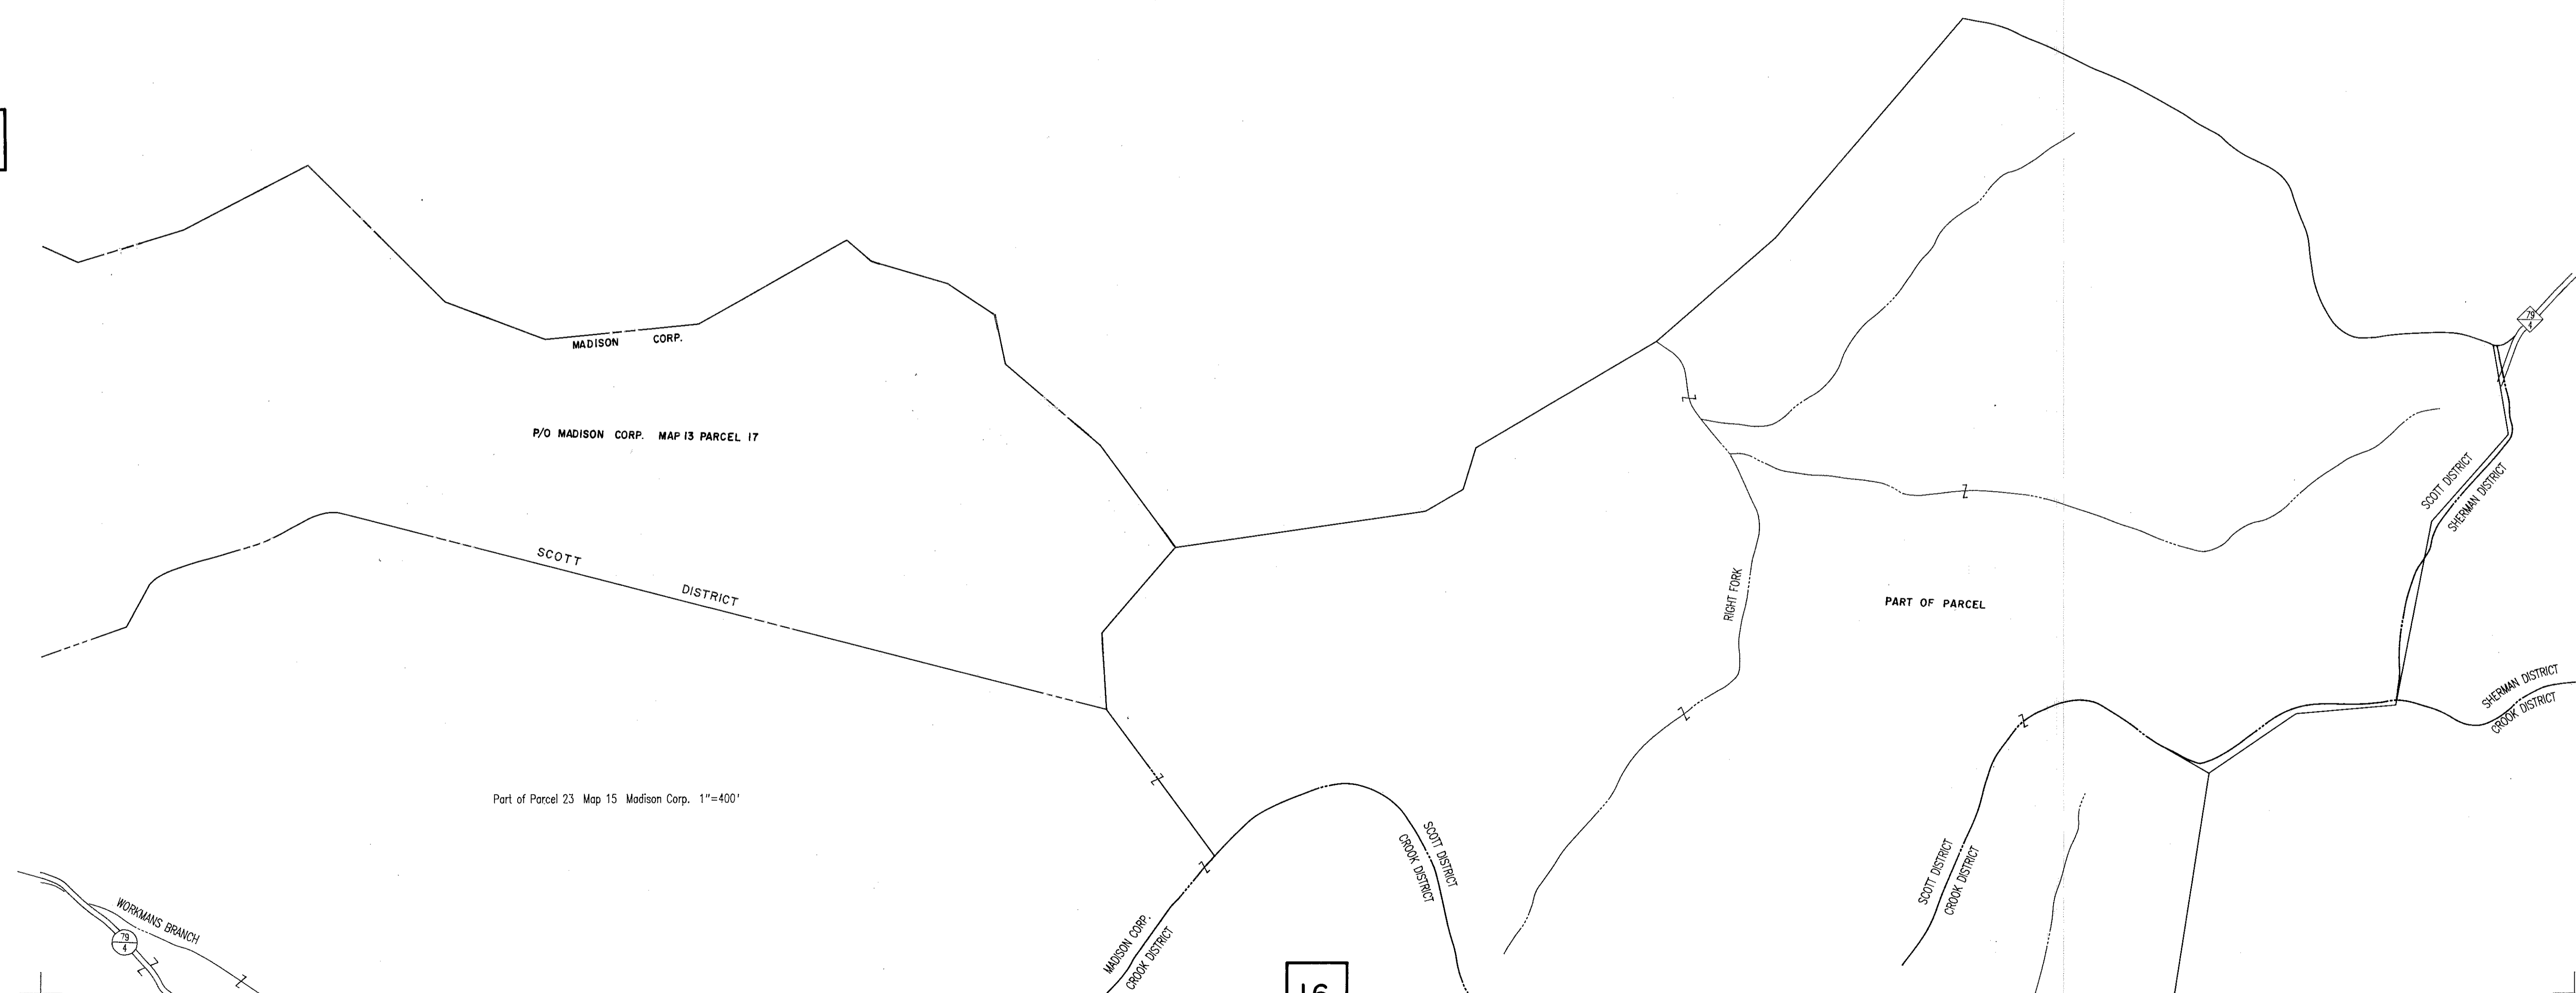 79
4
MADISON CORP.
P/O MADISON CORP. MAP 13 PARCEL 17
SCOTT DISTRICT
SHERMAN DISTRICT
SCOTT DISTRICT
RIGHT FORK
PART OF PARCEL
SHERMAN DISTRICT
CROOK DISTRICT
Part of Parcel 23 Map 15 Madison Corp. 1"=400'
SCOTT DISTRICT
CROOK DISTRICT
SCOTT DISTRICT
CROOK DISTRICT
WORKMANS BRANCH
79
4
MADISON CORP.
CROOK DISTRICT
16